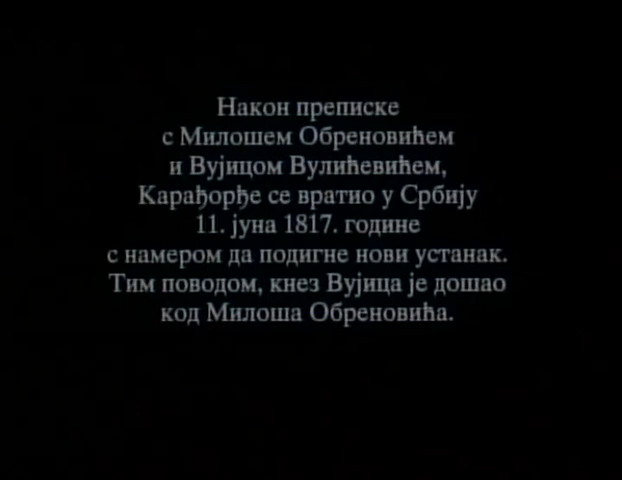 Након преписке
с Милошем Обреновићем
и Вујицом Вулићевићем,
Карађорђе се вратио у Србију
11. јуна 1817. године
с намером да подигне нови устанак.
Тим поводом, кнез Вујица је дошао
код Милоша Обреновића.